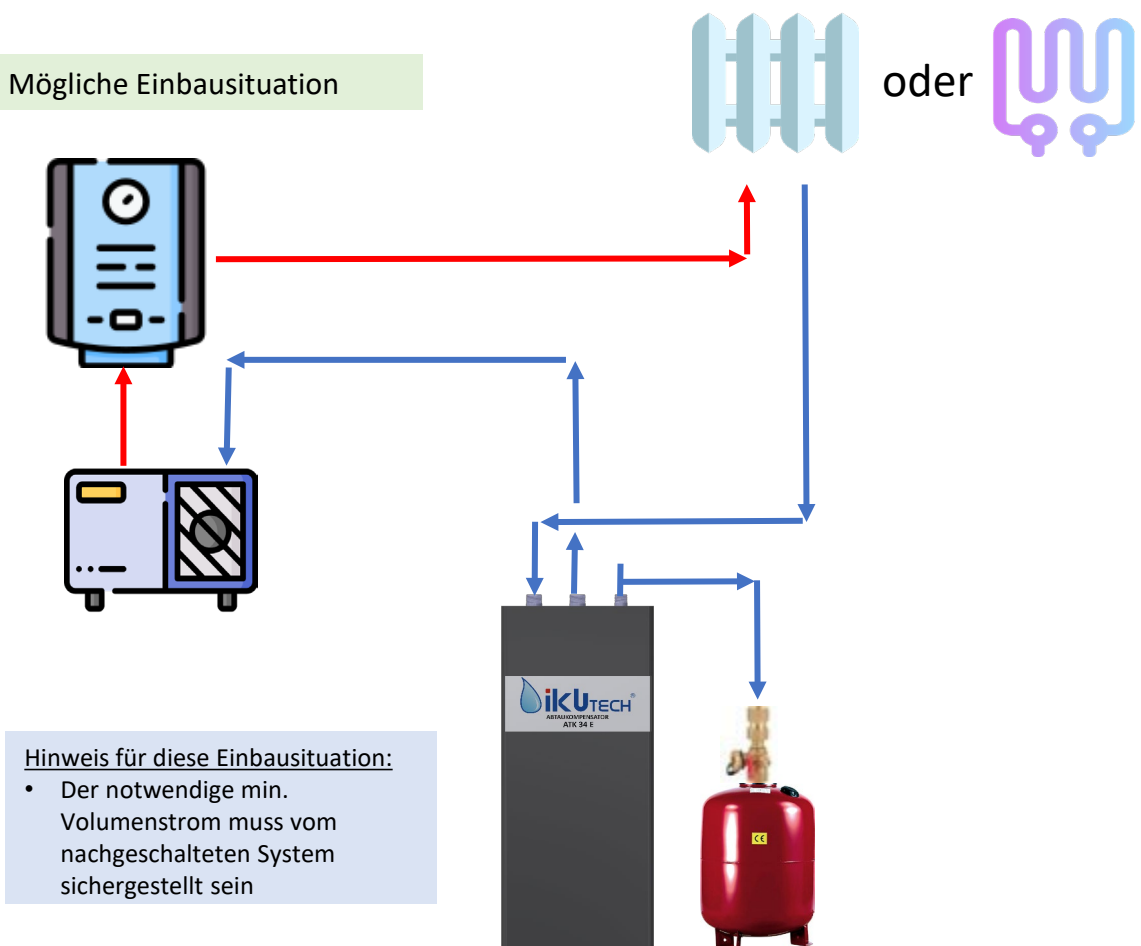 Mögliche Einbausituation
oder
iKUTECH®
ABTAUKOMPENSATOR
ATK 34 E
Hinweis für diese Einbausituation:
• Der notwendige min.
Volumenstrom muss vom
nachgeschalteten System
sichergestellt sein
CE